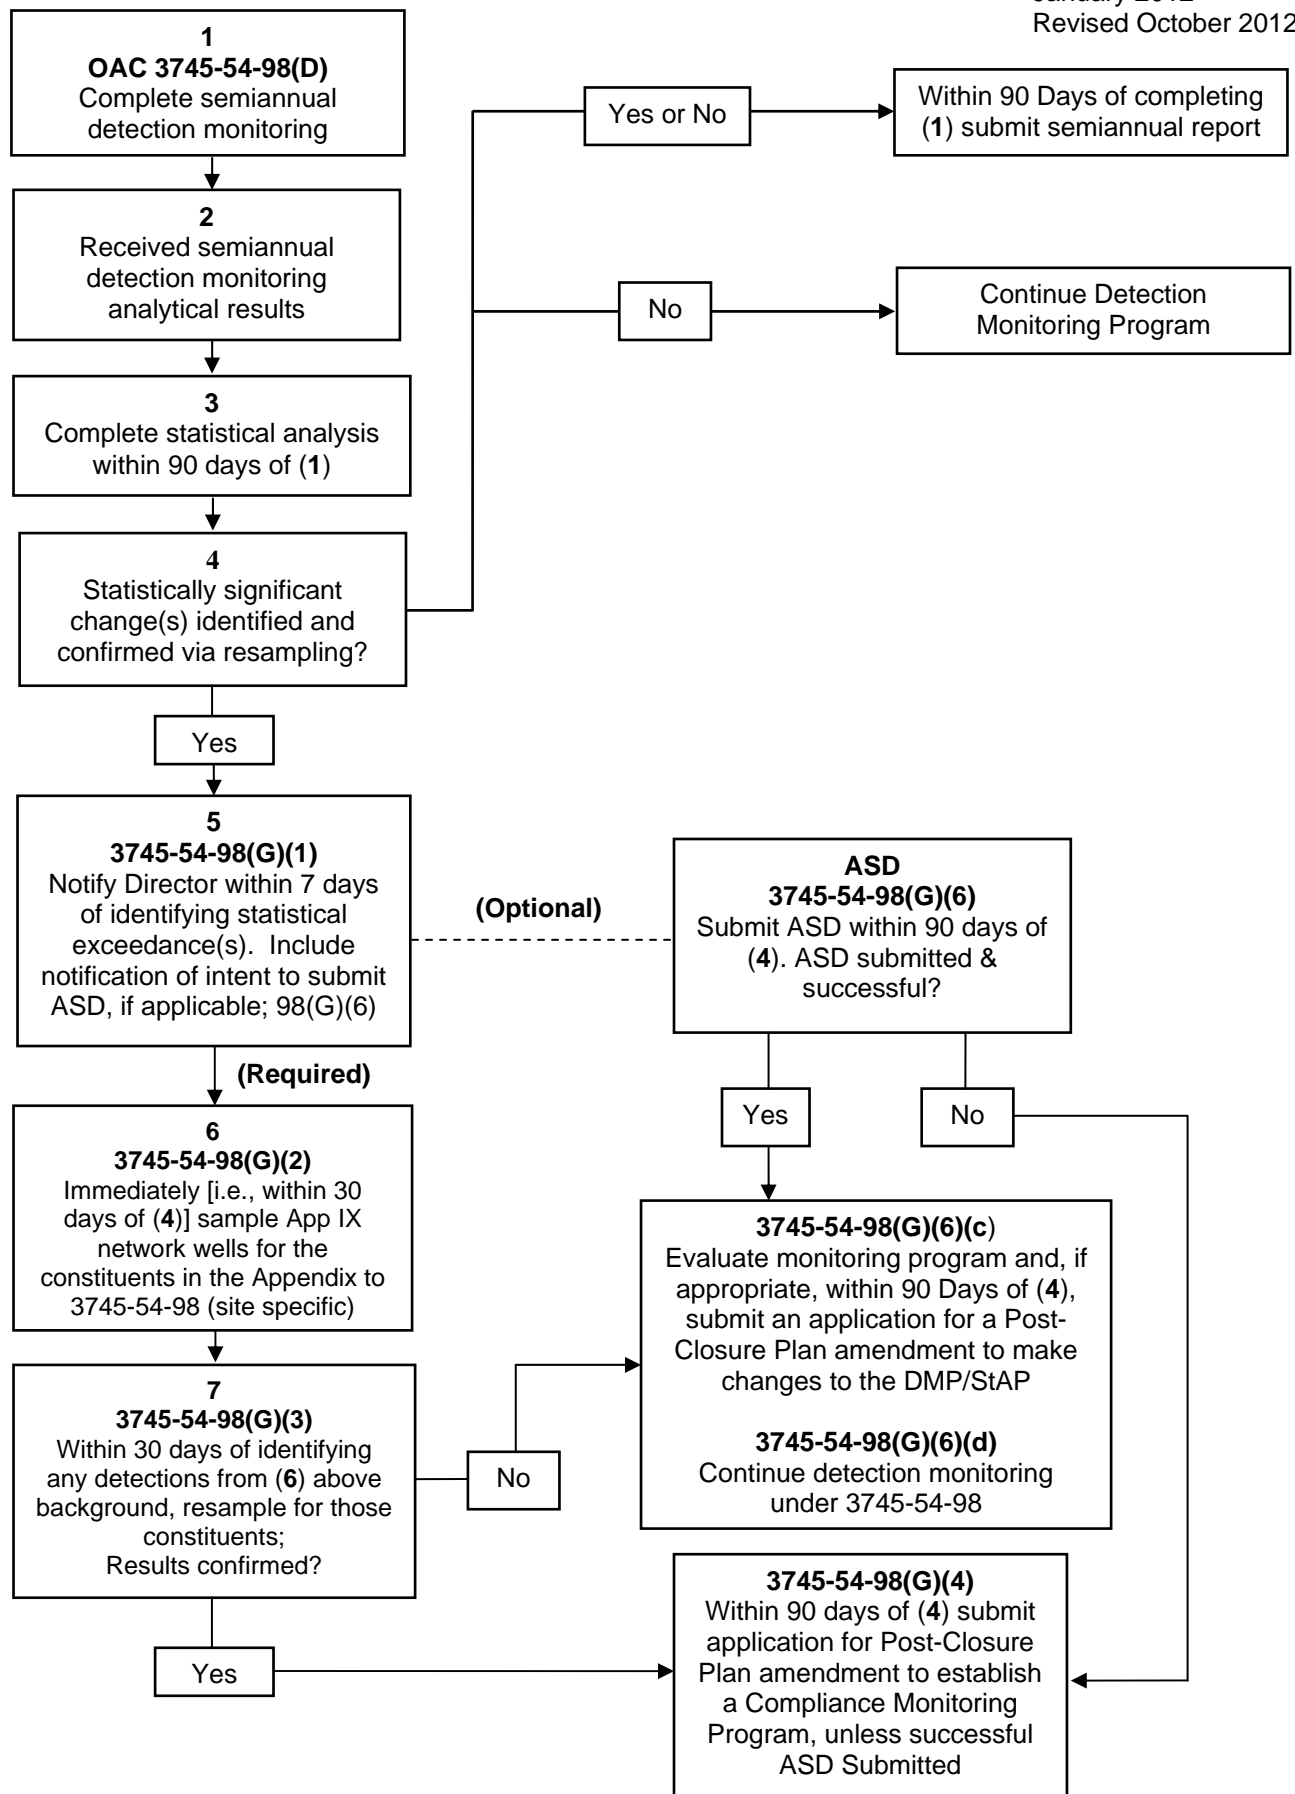 January 2012
Revised October 2012
1
OAC 3745-54-98(D)
Complete semiannual
detection monitoring
Yes or No
Within 90 Days of completing
(1) submit semiannual report
2
Received semiannual
detection monitoring
analytical results
No
Continue Detection
Monitoring Program
3
Complete statistical analysis
within 90 days of (1)
4
Statistically significant
change(s) identified and
confirmed via resampling?
Yes
5
3745-54-98(G)(1)
Notify Director within 7 days
of identifying statistical
exceedance(s). Include
notification of intent to submit
ASD, if applicable; 98(G)(6)
(Optional)
ASD
3745-54-98(G)(6)
Submit ASD within 90 days of
(4). ASD submitted &
successful?
(Required)
Yes
No
6
3745-54-98(G)(2)
Immediately [i.e., within 30
days of (4)] sample App IX
network wells for the
constituents in the Appendix to
3745-54-98 (site specific)
3745-54-98(G)(6)(c)
Evaluate monitoring program and, if
appropriate, within 90 Days of (4),
submit an application for a Post-
Closure Plan amendment to make
changes to the DMP/StAP
3745-54-98(G)(6)(d)
Continue detection monitoring
under 3745-54-98
7
3745-54-98(G)(3)
Within 30 days of identifying
any detections from (6) above
background, resample for those
constituents;
Results confirmed?
No
Yes
3745-54-98(G)(4)
Within 90 days of (4) submit
application for Post-Closure
Plan amendment to establish
a Compliance Monitoring
Program, unless successful
ASD Submitted